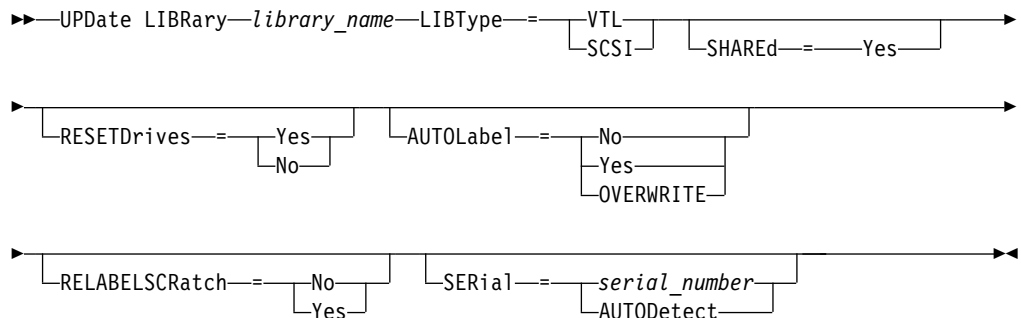 UPDate LIBRary library_name LIBType = VTL
SCSI SHAREd = Yes
RESETDrives = Yes
No
AUTOLabel = No
Yes
OVERWRITE
RELABELSCRatch = No
Yes
SERial = serial_number
AUTODetect